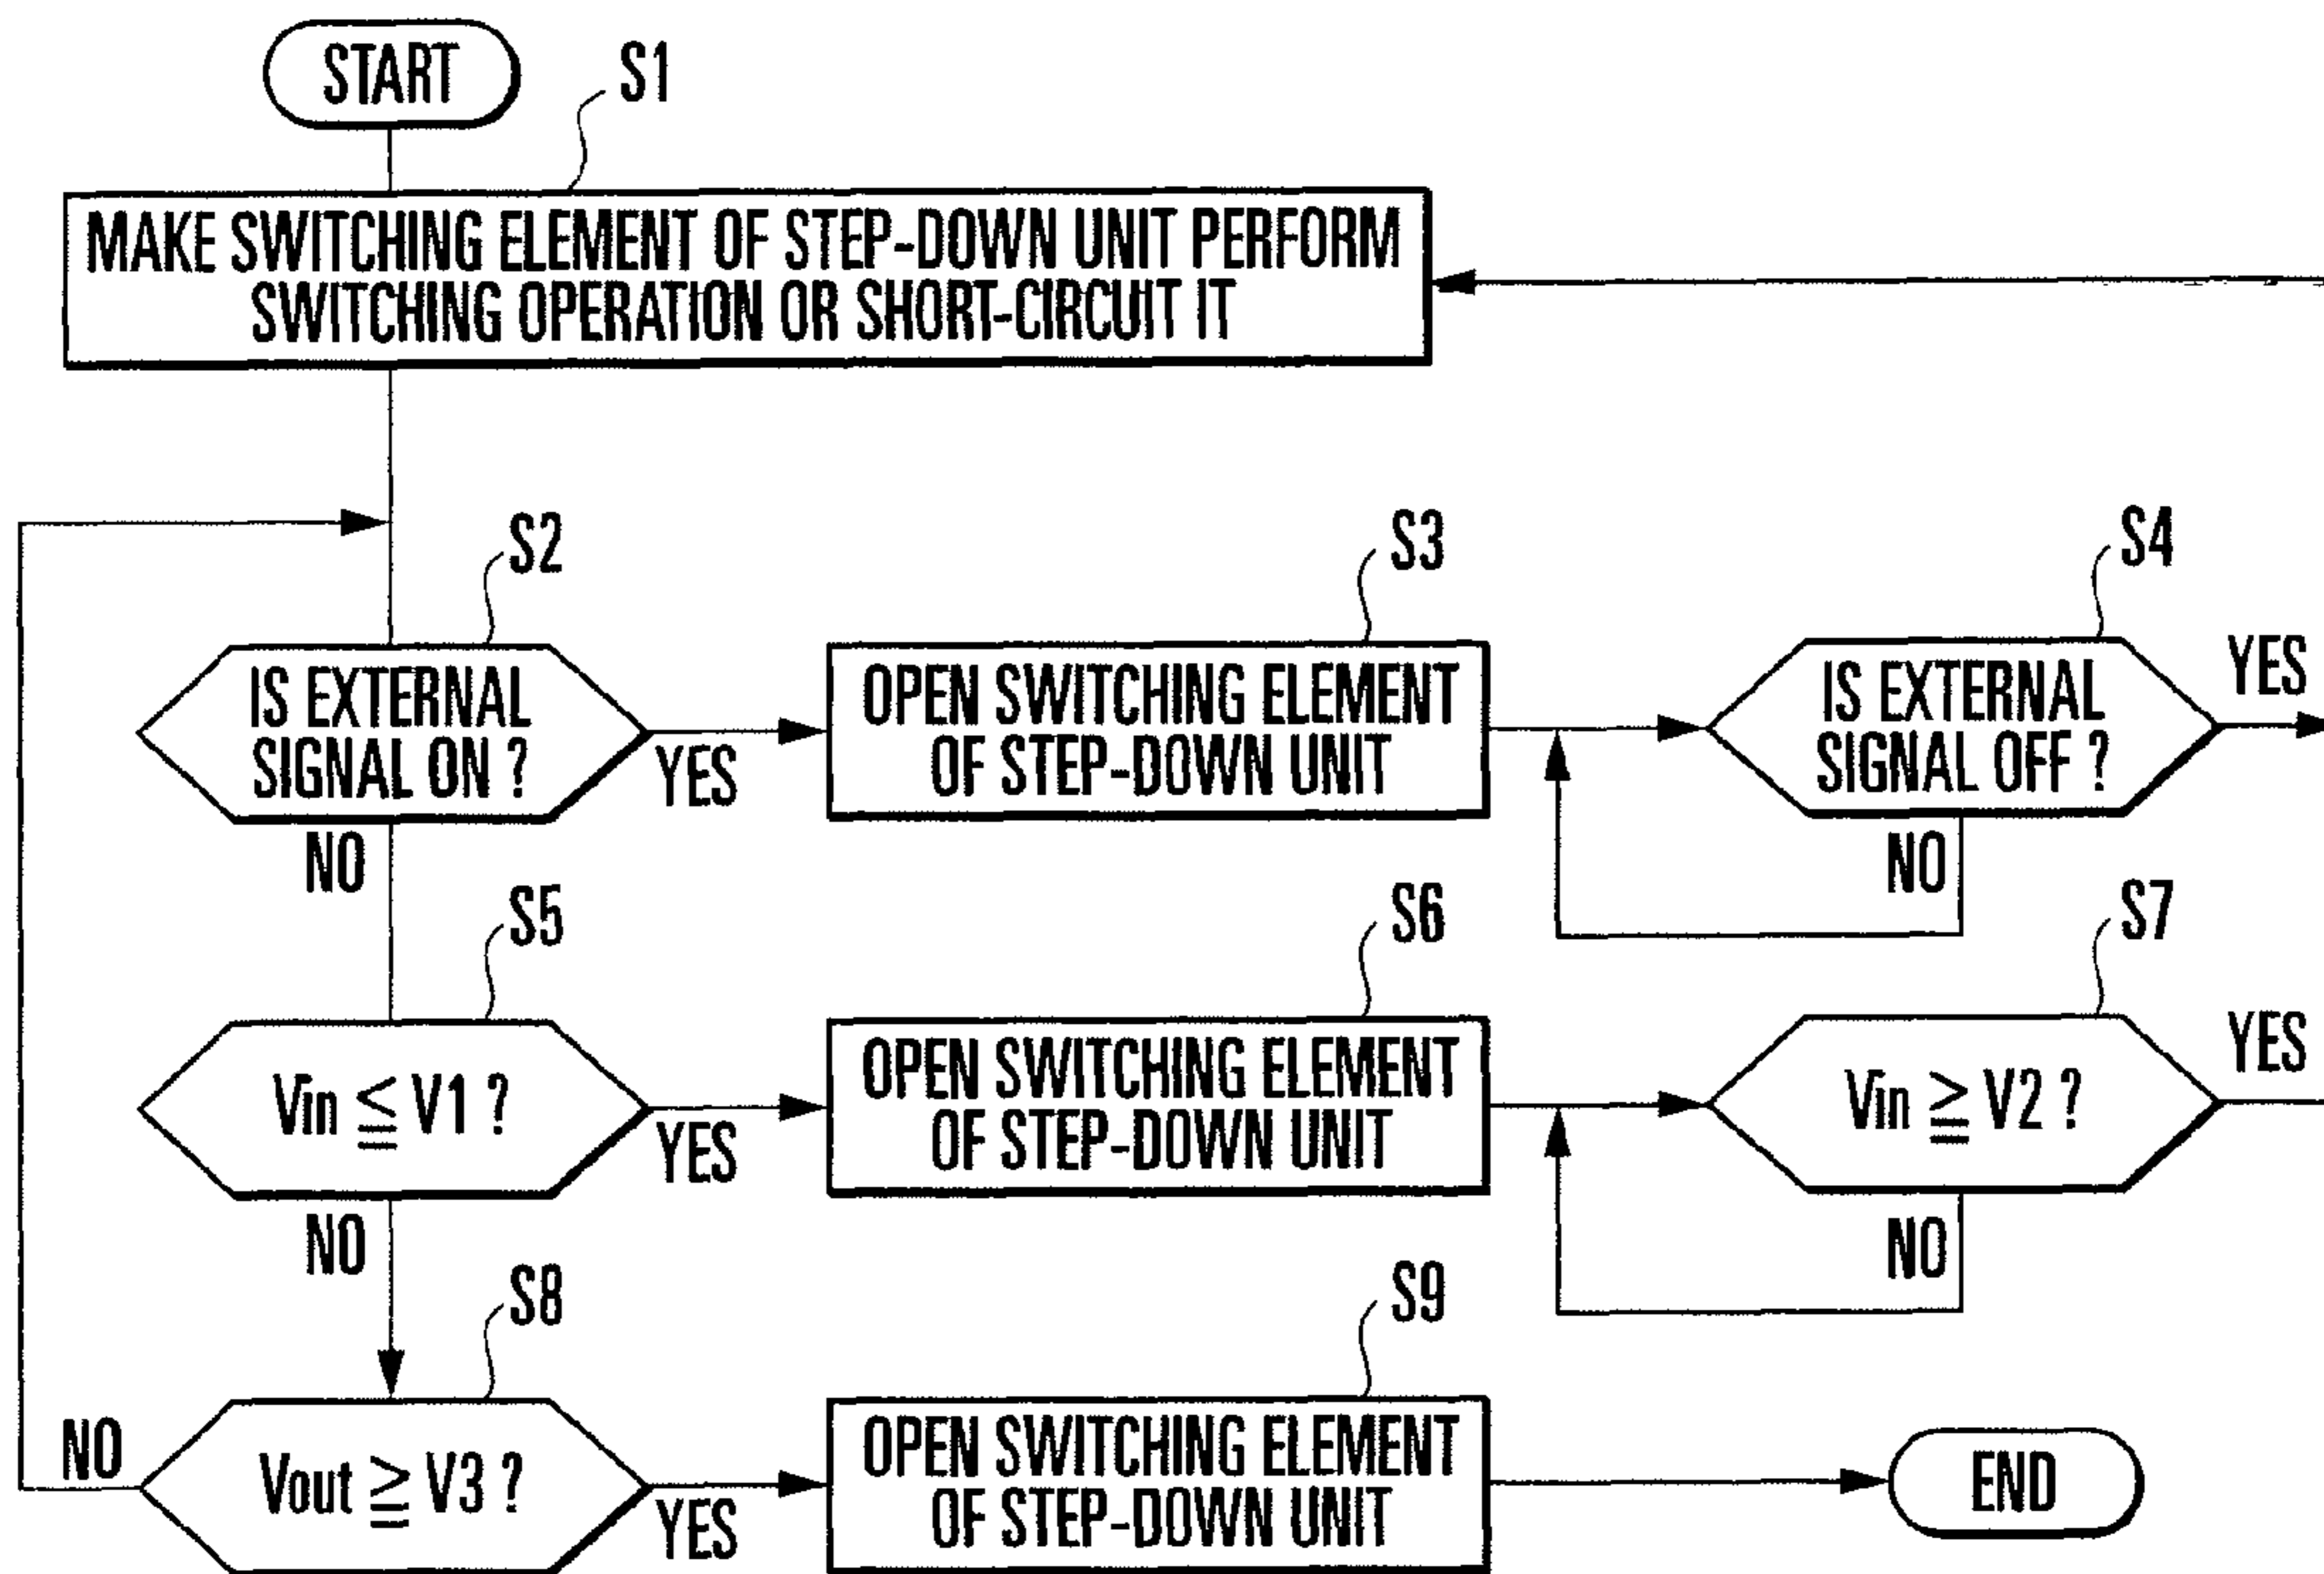 START
S1
MAKE SWITCHING ELEMENT OF STEP-DOWN UNIT PERFORM
SWITCHING OPERATION OR SHORT-CIRCUIT IT
S2
IS EXTERNAL
SIGNAL ON ?
YES
NO
S3
OPEN SWITCHING ELEMENT
OF STEP-DOWN UNIT
S4
IS EXTERNAL
SIGNAL OFF ?
YES
NO
S5
Vin ≦ V1 ?
YES
NO
S6
OPEN SWITCHING ELEMENT
OF STEP-DOWN UNIT
S7
Vin ≧ V2 ?
YES
NO
S8
Vout ≧ V3 ?
NO
YES
S9
OPEN SWITCHING ELEMENT
OF STEP-DOWN UNIT
END